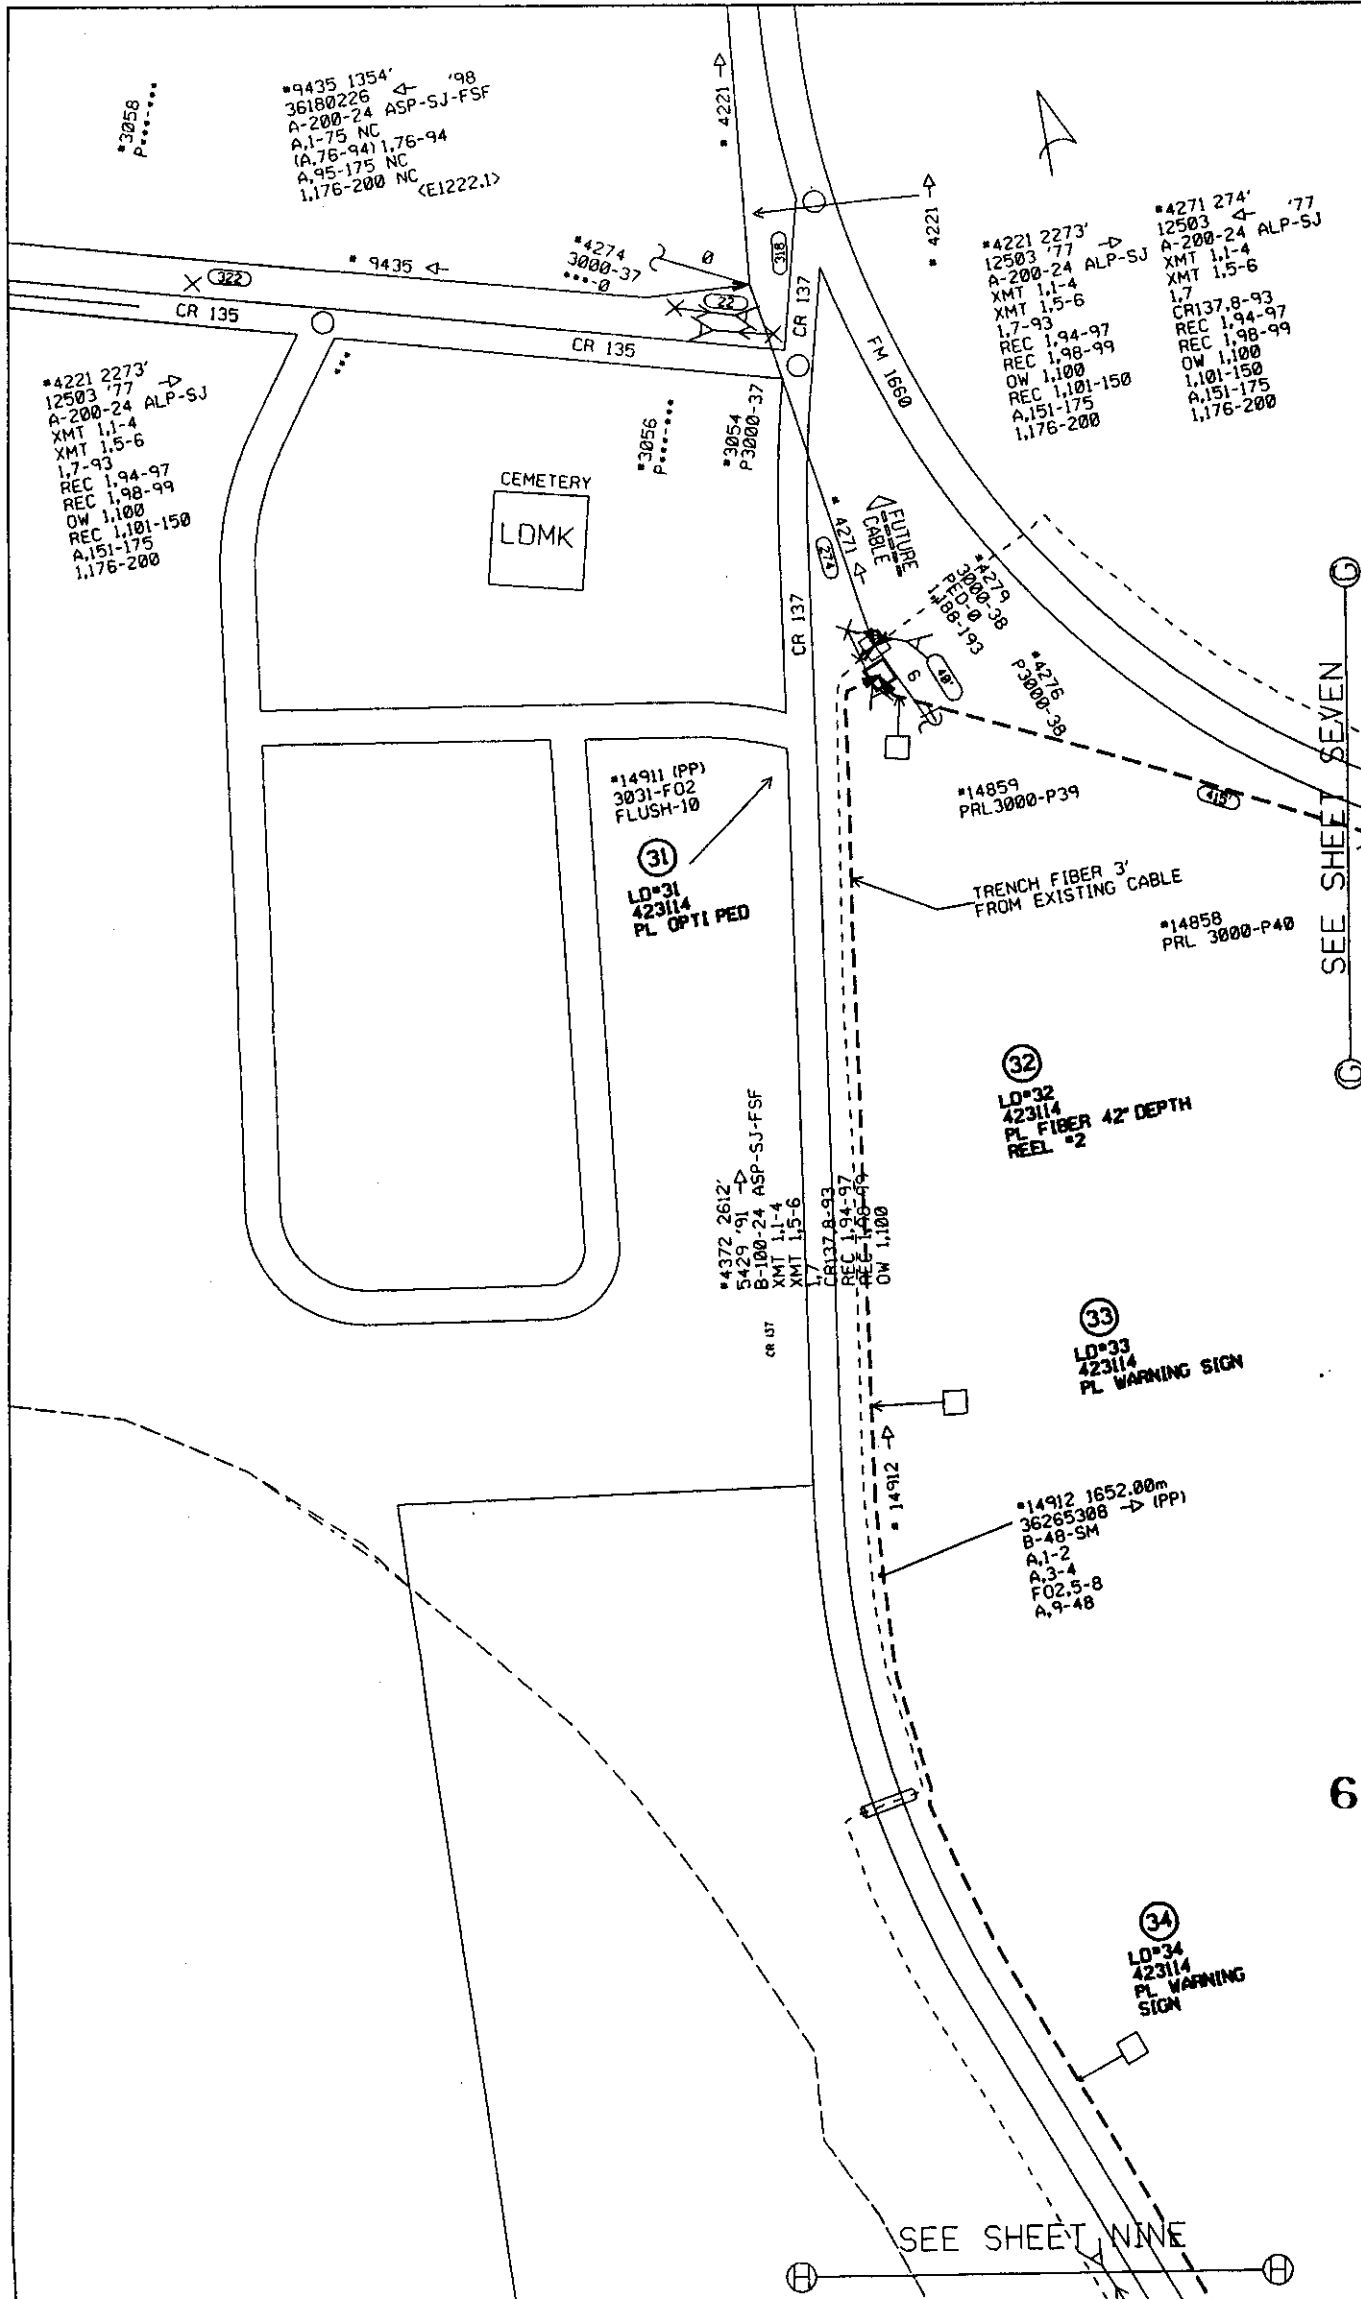 *3058
*9435 1354'
36180226 '98
A-200-24 ASP-SJ-FSF
A,1-75 NC
(A,76-94) 1,76-94
A,95-175 NC
1,176-200 NC
<E1222.1>
* 4221
* 4221
*4221 2273'
12503 '77
A-200-24 ALP-SJ
XMT 1,1-4
XMT 1,5-6
1,7-93
REC 1,94-97
REC 1,98-99
OW 1,100
REC 1,101-150
A,151-175
1,176-200
*4271 274'
12503 '77
A-200-24 ALP-SJ
XMT 1,1-4
XMT 1,5-6
1,7
CR137,8-93
REC 1,94-97
REC 1,98-99
OW 1,100
1,101-150
A,151-175
1,176-200
*4274
3000-37
***-0
0
318
* 9435
322
22
CR 135
CR 135
CR 137
FM 1660
***
*4221 2273'
12503 '77
A-200-24 ALP-SJ
XMT 1,1-4
XMT 1,5-6
1,7-93
REC 1,94-97
REC 1,98-99
OW 1,100
REC 1,101-150
A,151-175
1,176-200
*3056
*3054
P3000-37
CEMETERY
LDMK
* 4271
274
FUTURE
CABLE
*4279
3000-38
PED-0
1,188-193
*4276
P3000-38
CR 137
6
40'
415'
G
SEE SHEET SEVEN
G
*14911 (PP)
3031-FO2
FLUSH-10
31
LD*31
423114
PL OPTI PED
*14859
PRL3000-P39
TRENCH FIBER 3'
FROM EXISTING CABLE
*14858
PRL 3000-P40
32
LD*32
423114
PL FIBER 42" DEPTH
REEL *2
*4372 2612'
5429 '91
B-100-24 ASP-SJ-FSF
XMT 1,1-4
XMT 1,5-6
1,7
CR137,8-93
REC 1,94-97
REC 1,98-99
OW 1,100
CR 137
33
LD*33
423114
PL WARNING SIGN
* 14912
*14912 1652.00m
36265308 (PP)
B-48-SM
A,1-2
A,3-4
FO2,5-8
A,9-48
6
34
LD*34
423114
PL WARNING
SIGN
SEE SHEET NINE
H
H